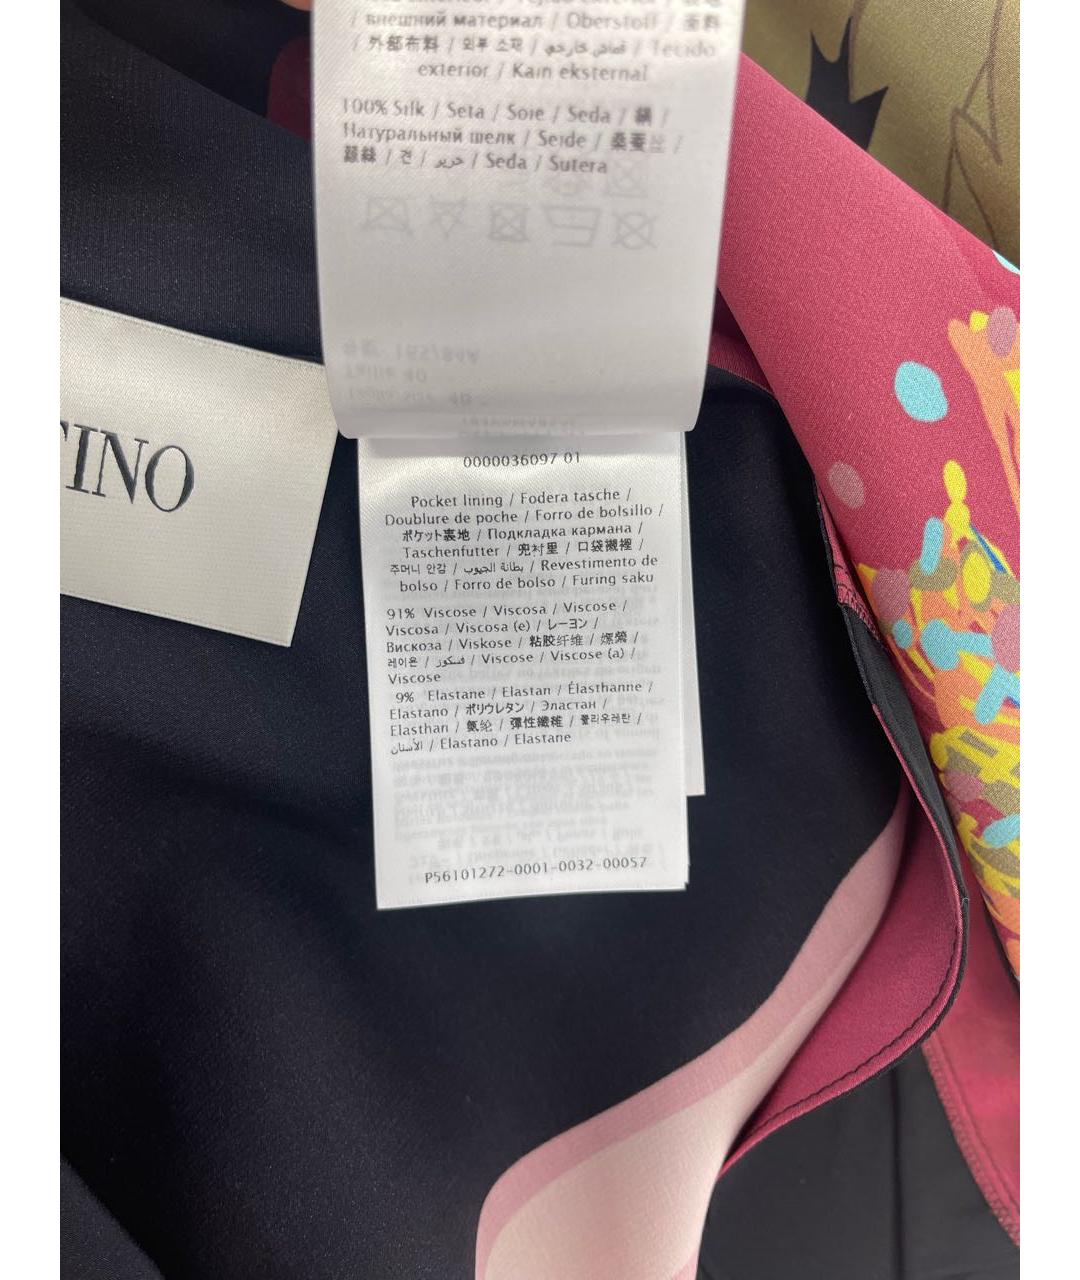 / внешний материал / Oberstoff / 面料
/ 外部布料 / 외부 소재 / قماش خارجي / Tecido
exterior / Kain eksternal
100% Silk / Seta / Soie / Seda / 絹 /
Натуральный шелк / Seide / 桑蚕丝 /
蠶絲 / 견 / حرير / Seda / Sutera
TINO
0000036097 01
Pocket lining / Fodera tasche /
Doublure de poche / Forro de bolsillo /
ポケット裏地 / Подкладка кармана /
Taschenfutter / 兜衬里 / 口袋襯裡 /
주머니 안감 / بطانة الجيوب / Revestimento de
bolso / Forro de bolso / Furing saku
91% Viscose / Viscosa / Viscose /
Viscosa / Viscosa (e) / レーヨン /
Вискоза / Viskose / 粘胶纤维 / 嫘縈 /
레이온 / فسكوز / Viscose / Viscose (a) /
Viscose
9% Elastane / Elastan / Élasthanne /
Elastano / ポリウレタン / Эластан /
Elasthan / 氨纶 / 彈性纖維 / 폴리우레탄 /
الأستان / Elastano / Elastane
P56101272-0001-0032-00057